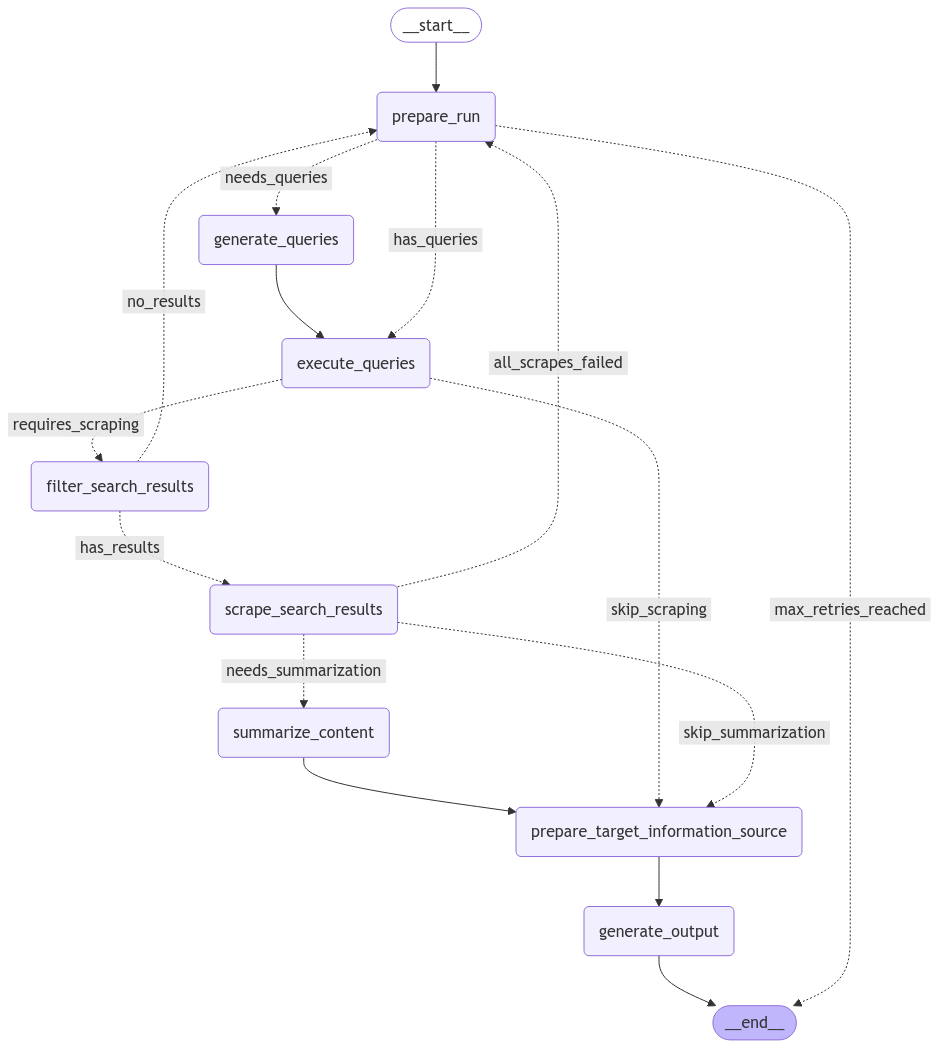 __start__
prepare_run
needs_queries
generate_queries
has_queries
no_results
execute_queries
all_scrapes_failed
requires_scraping
filter_search_results
has_results
scrape_search_results
skip_scraping
max_retries_reached
needs_summarization
summarize_content
skip_summarization
prepare_target_information_source
generate_output
__end__